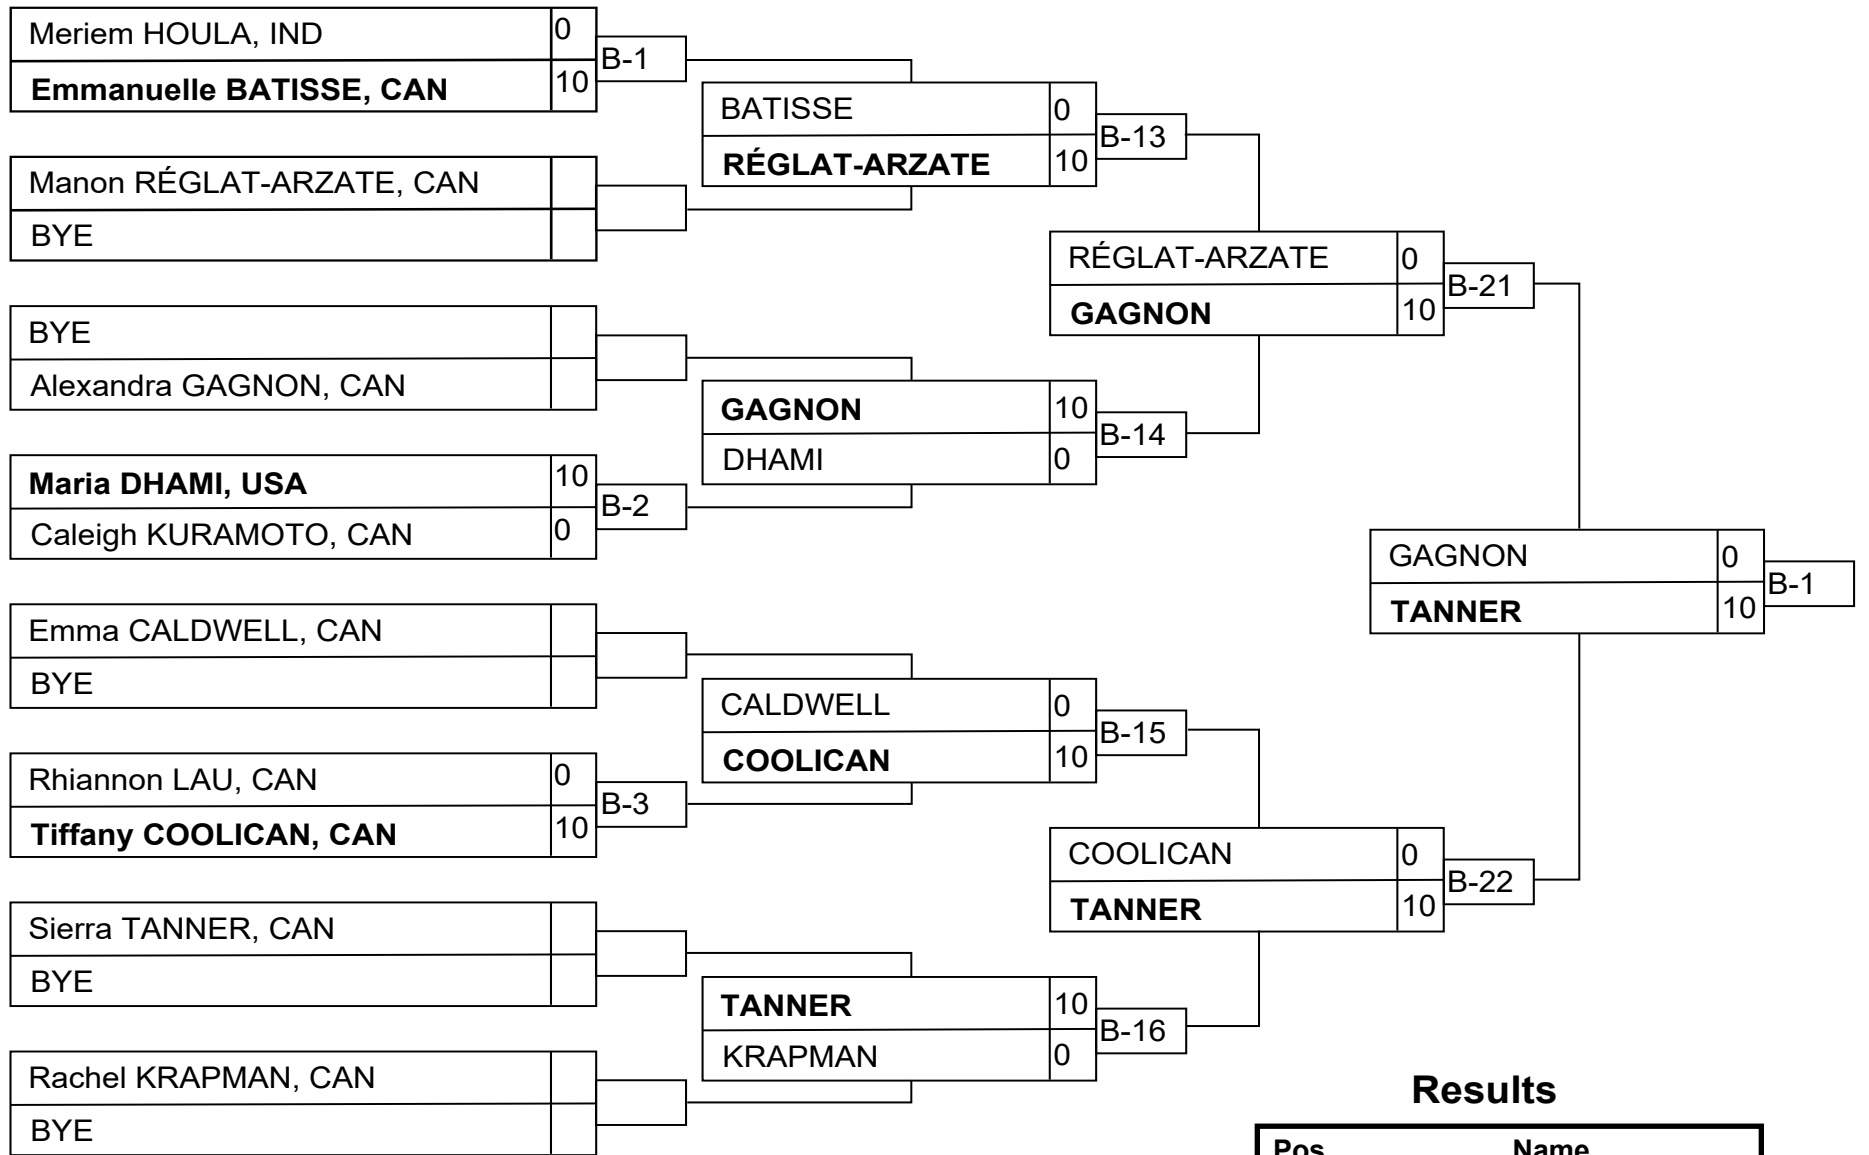 Meriem HOULA, IND 0
B-1
Emmanuelle BATISSE, CAN 10
Manon RÉGLAT-ARZATE, CAN
BYE
BYE
Alexandra GAGNON, CAN
Maria DHAMI, USA 10
B-2
Caleigh KURAMOTO, CAN 0
Emma CALDWELL, CAN
BYE
Rhiannon LAU, CAN 0
B-3
Tiffany COOLICAN, CAN 10
Sierra TANNER, CAN
BYE
Rachel KRAPMAN, CAN
BYE
BATISSE 0
B-13
RÉGLAT-ARZATE 10
GAGNON 10
B-14
DHAMI 0
CALDWELL 0
B-15
COOLICAN 10
TANNER 10
B-16
KRAPMAN 0
RÉGLAT-ARZATE 0
B-21
GAGNON 10
COOLICAN 0
B-22
TANNER 10
GAGNON 0
B-1
TANNER 10
Results
Pos Name